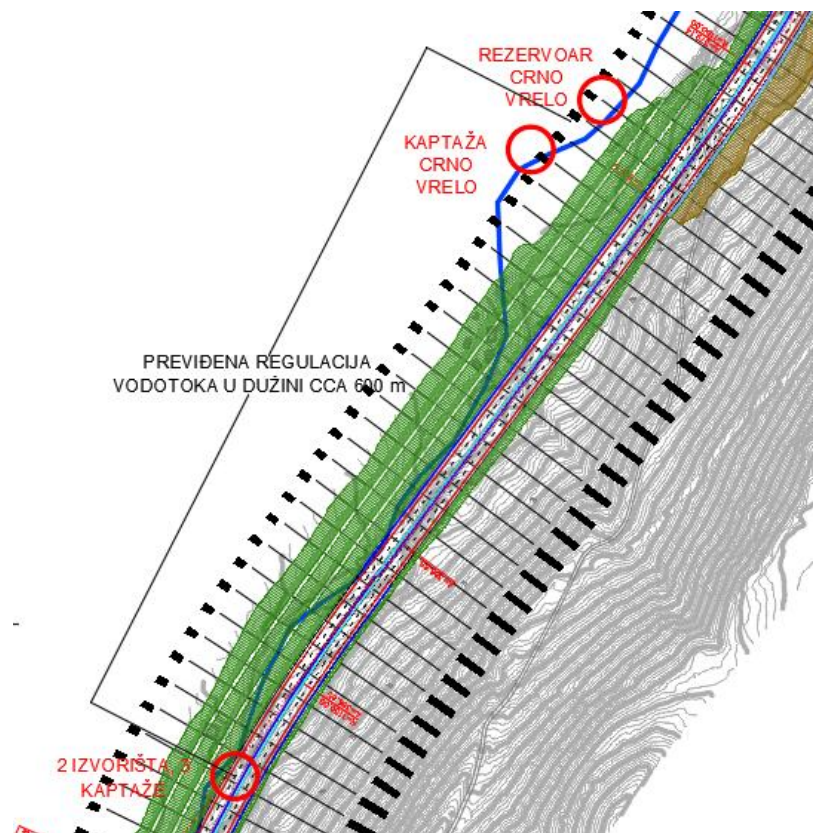 REZERVOAR
CRNO
VRELO
KAPTAŽA
CRNO
VRELO
PREVIĐENA REGULACIJA
VODOTOKA U DUŽINI CCA 600 m
2 IZVORIŠTA, 3
KAPTAŽE